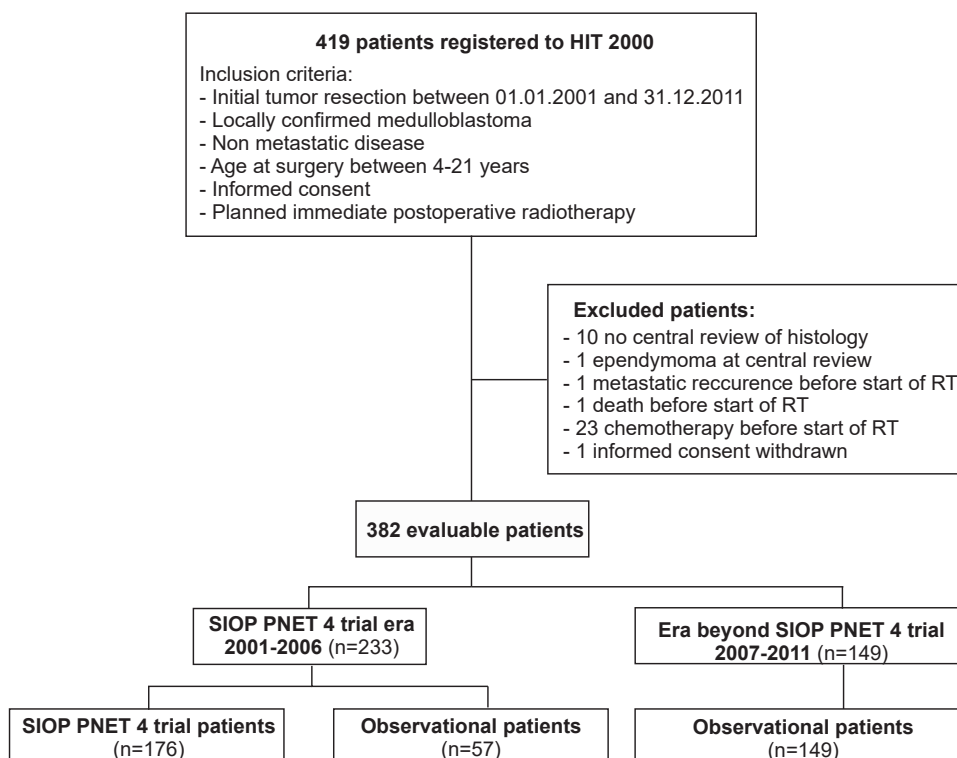 419 patients registered to HIT 2000
Inclusion criteria:
- Initial tumor resection between 01.01.2001 and 31.12.2011
- Locally confirmed medulloblastoma
- Non metastatic disease
- Age at surgery between 4-21 years
- Informed consent
- Planned immediate postoperative radiotherapy
Excluded patients:
- 10 no central review of histology
- 1 ependymoma at central review
- 1 metastatic reccurence before start of RT
- 1 death before start of RT
- 23 chemotherapy before start of RT
- 1 informed consent withdrawn
382 evaluable patients
SIOP PNET 4 trial era
2001-2006 (n=233)
Era beyond SIOP PNET 4 trial
2007-2011 (n=149)
SIOP PNET 4 trial patients
(n=176)
Observational patients
(n=57)
Observational patients
(n=149)